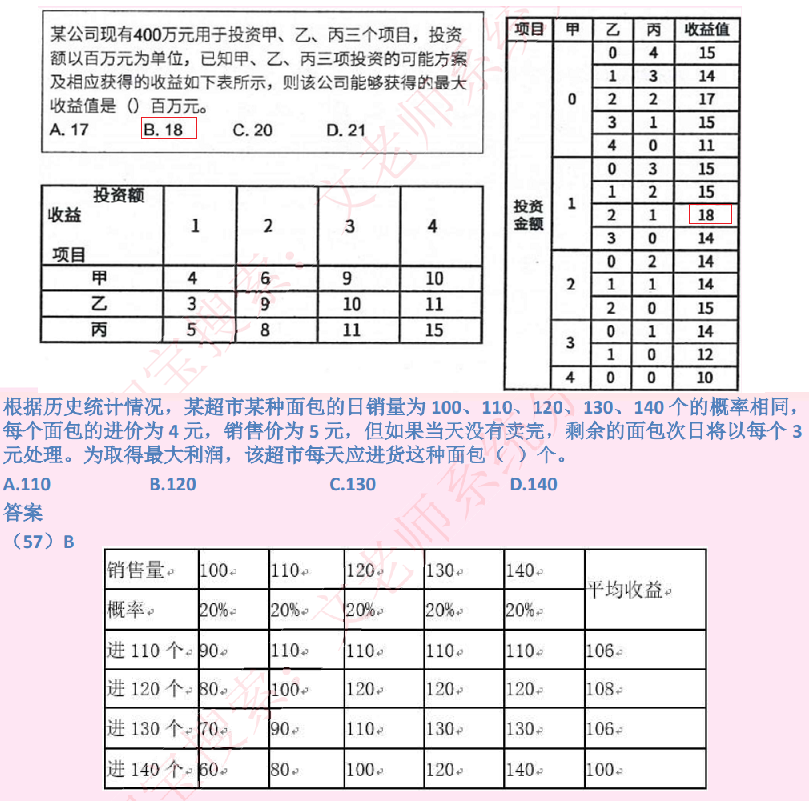 某公司现有400万元用于投资甲、乙、丙三个项目，投资
额以百万元为单位，已知甲、乙、丙三项投资的可能方案
及相应获得的收益如下表所示，则该公司能够获得的最大
收益值是（）百万元。
A. 17 B. 18 C. 20 D. 21
投资额
收益
项目
1 2 3 4
甲 4 6 9 10
乙 3 9 10 11
丙 5 8 11 15
项目 甲 乙 丙 收益值
投资
金额
0
0 4 15
1 3 14
2 2 17
3 1 15
4 0 11
1
0 3 15
1 2 15
2 1 18
3 0 14
2
0 2 14
1 1 14
2 0 15
3
0 1 14
1 0 12
4 0 0 10
根据历史统计情况，某超市某种面包的日销量为 100、110、120、130、140 个的概率相同，
每个面包的进价为 4 元，销售价为 5 元，但如果当天没有卖完，剩余的面包次日将以每个 3
元处理。为取得最大利润，该超市每天应进货这种面包（ ）个。
A.110 B.120 C.130 D.140
答案
（57）B
销售量 100 110 120 130 140 平均收益
概率 20% 20% 20% 20% 20%
进 110 个 90 110 110 110 110 106
进 120 个 80 100 120 120 120 108
进 130 个 70 90 110 130 130 106
进 140 个 60 80 100 120 140 100